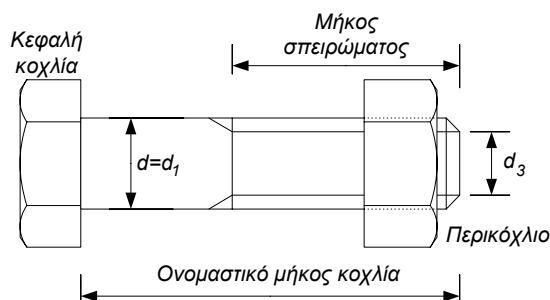 Κεφαλή
κοχλία
Μήκος
σπειρώματος
d=d1
d3
Περικόχλιο
Ονομαστικό μήκος κοχλία